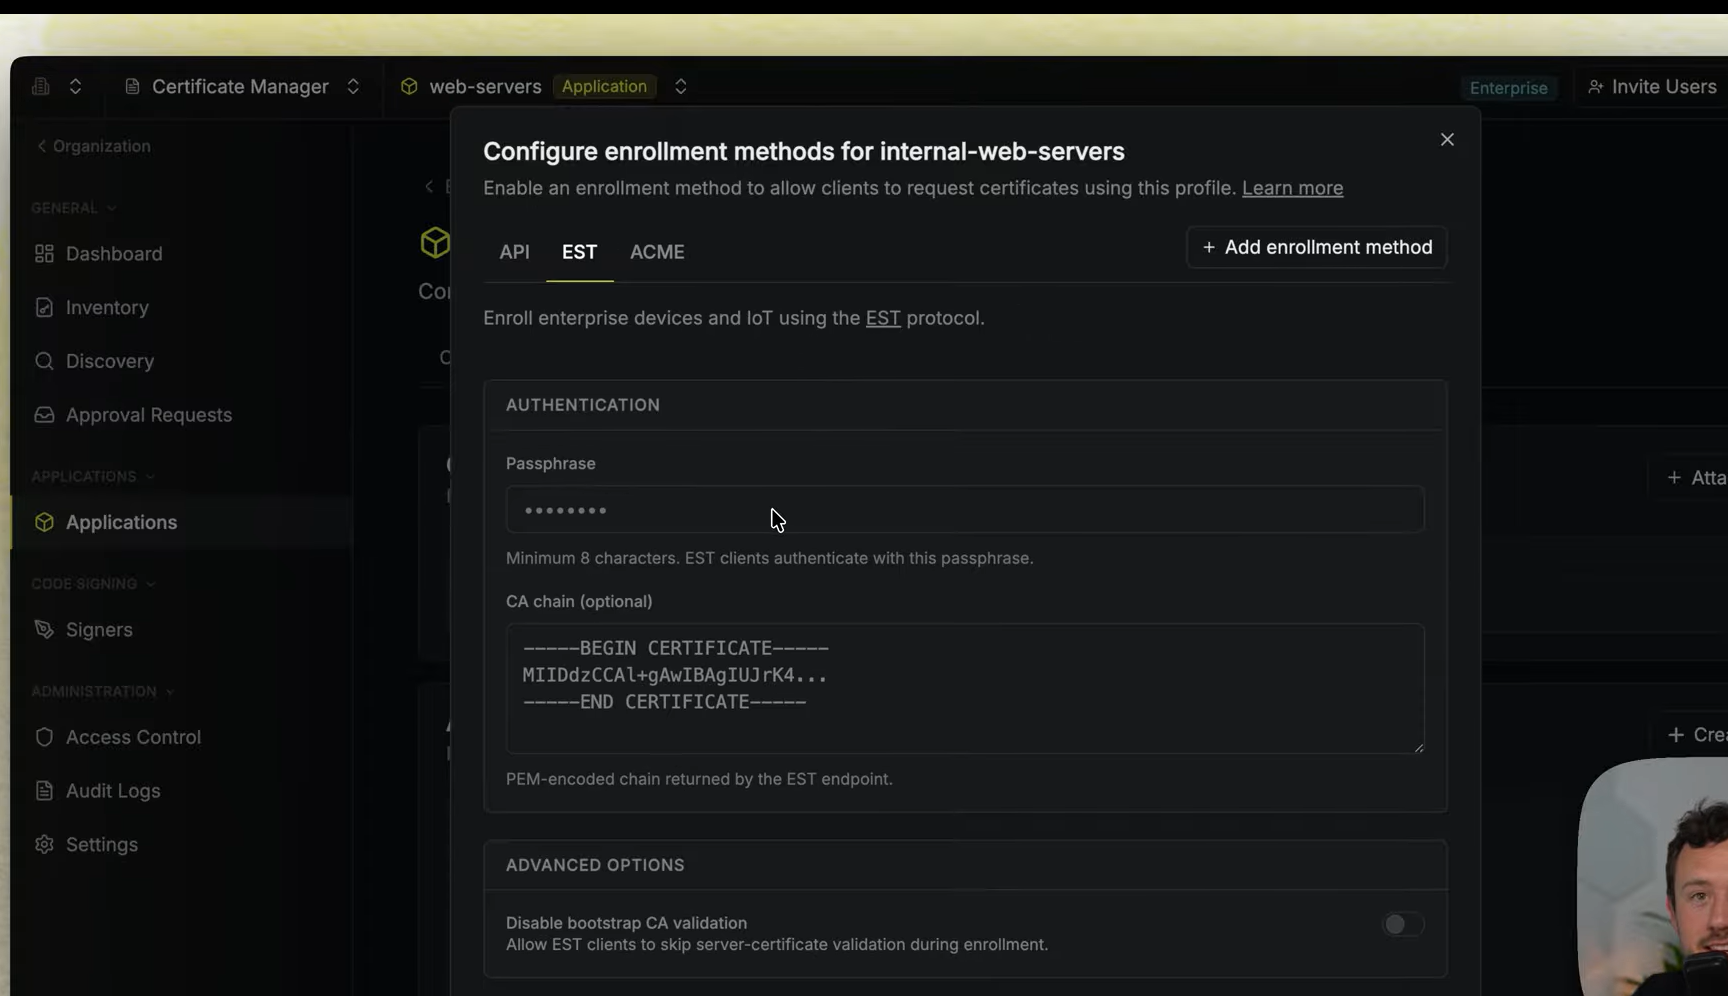 Certificate Manager
web-servers
Application
Enterprise
Invite Users
Organization
GENERAL
Dashboard
Inventory
Discovery
Approval Requests
APPLICATIONS
Applications
CODE SIGNING
Signers
ADMINISTRATION
Access Control
Audit Logs
Settings
Configure enrollment methods for internal-web-servers
Enable an enrollment method to allow clients to request certificates using this profile. Learn more
API EST ACME
+ Add enrollment method
Enroll enterprise devices and IoT using the EST protocol.
AUTHENTICATION
Passphrase
••••••••
Minimum 8 characters. EST clients authenticate with this passphrase.
CA chain (optional)
-----BEGIN CERTIFICATE-----
MIIDdzCCAl+gAwIBAgIUJrK4...
-----END CERTIFICATE-----
PEM-encoded chain returned by the EST endpoint.
ADVANCED OPTIONS
Disable bootstrap CA validation
Allow EST clients to skip server-certificate validation during enrollment.
+ Atta
+ Crea